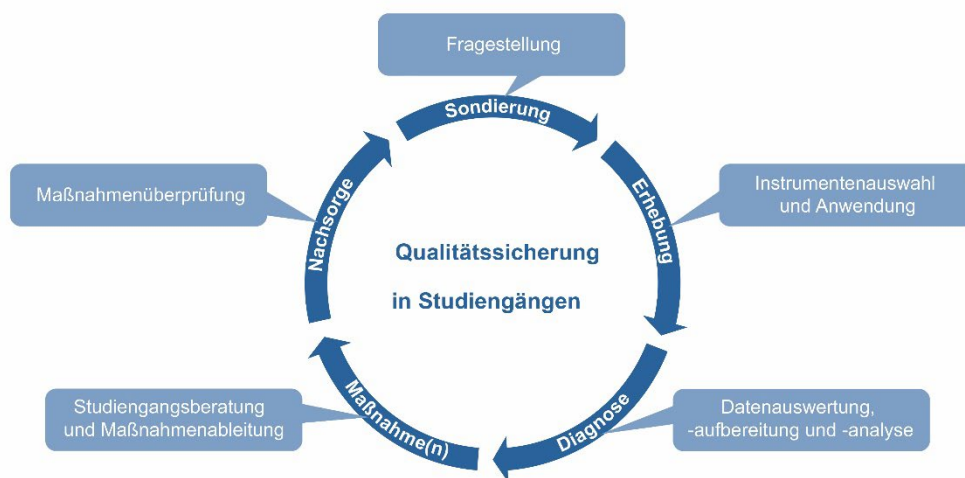 Fragestellung
Sondierung
Maßnahmenüberprüfung
Nachsorge
Erhebung
Instrumentenauswahl
und Anwendung
Qualitätssicherung
in Studiengängen
Studiengangsberatung
und Maßnahmenableitung
Maßnahme(n)
Diagnose
Datenauswertung,
-aufbereitung und -analyse